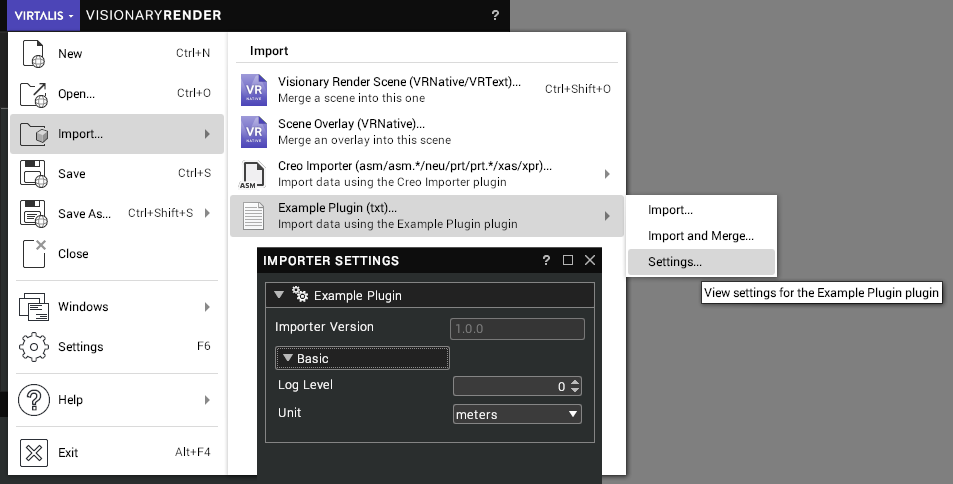 VIRTALIS VISIONARYRENDER ?
New Ctrl+N
Open... Ctrl+O
Import...
Save Ctrl+S
Save As... Ctrl+Shift+S
Close
Windows
Settings F6
Help
Exit Alt+F4
Import
VR NATIVE
Visionary Render Scene (VRNative/VRText)... Ctrl+Shift+O
Merge a scene into this one
VR NATIVE
Scene Overlay (VRNative)...
Merge an overlay into this scene
ASM
Creo Importer (asm/asm.*/neu/prt/prt.*/xas/xpr)...
Import data using the Creo Importer plugin
Example Plugin (txt)...
Import data using the Example Plugin plugin
Import...
Import and Merge...
Settings...
View settings for the Example Plugin plugin
IMPORTER SETTINGS ?
Example Plugin
Importer Version 1.0.0
Basic
Log Level 0
Unit meters